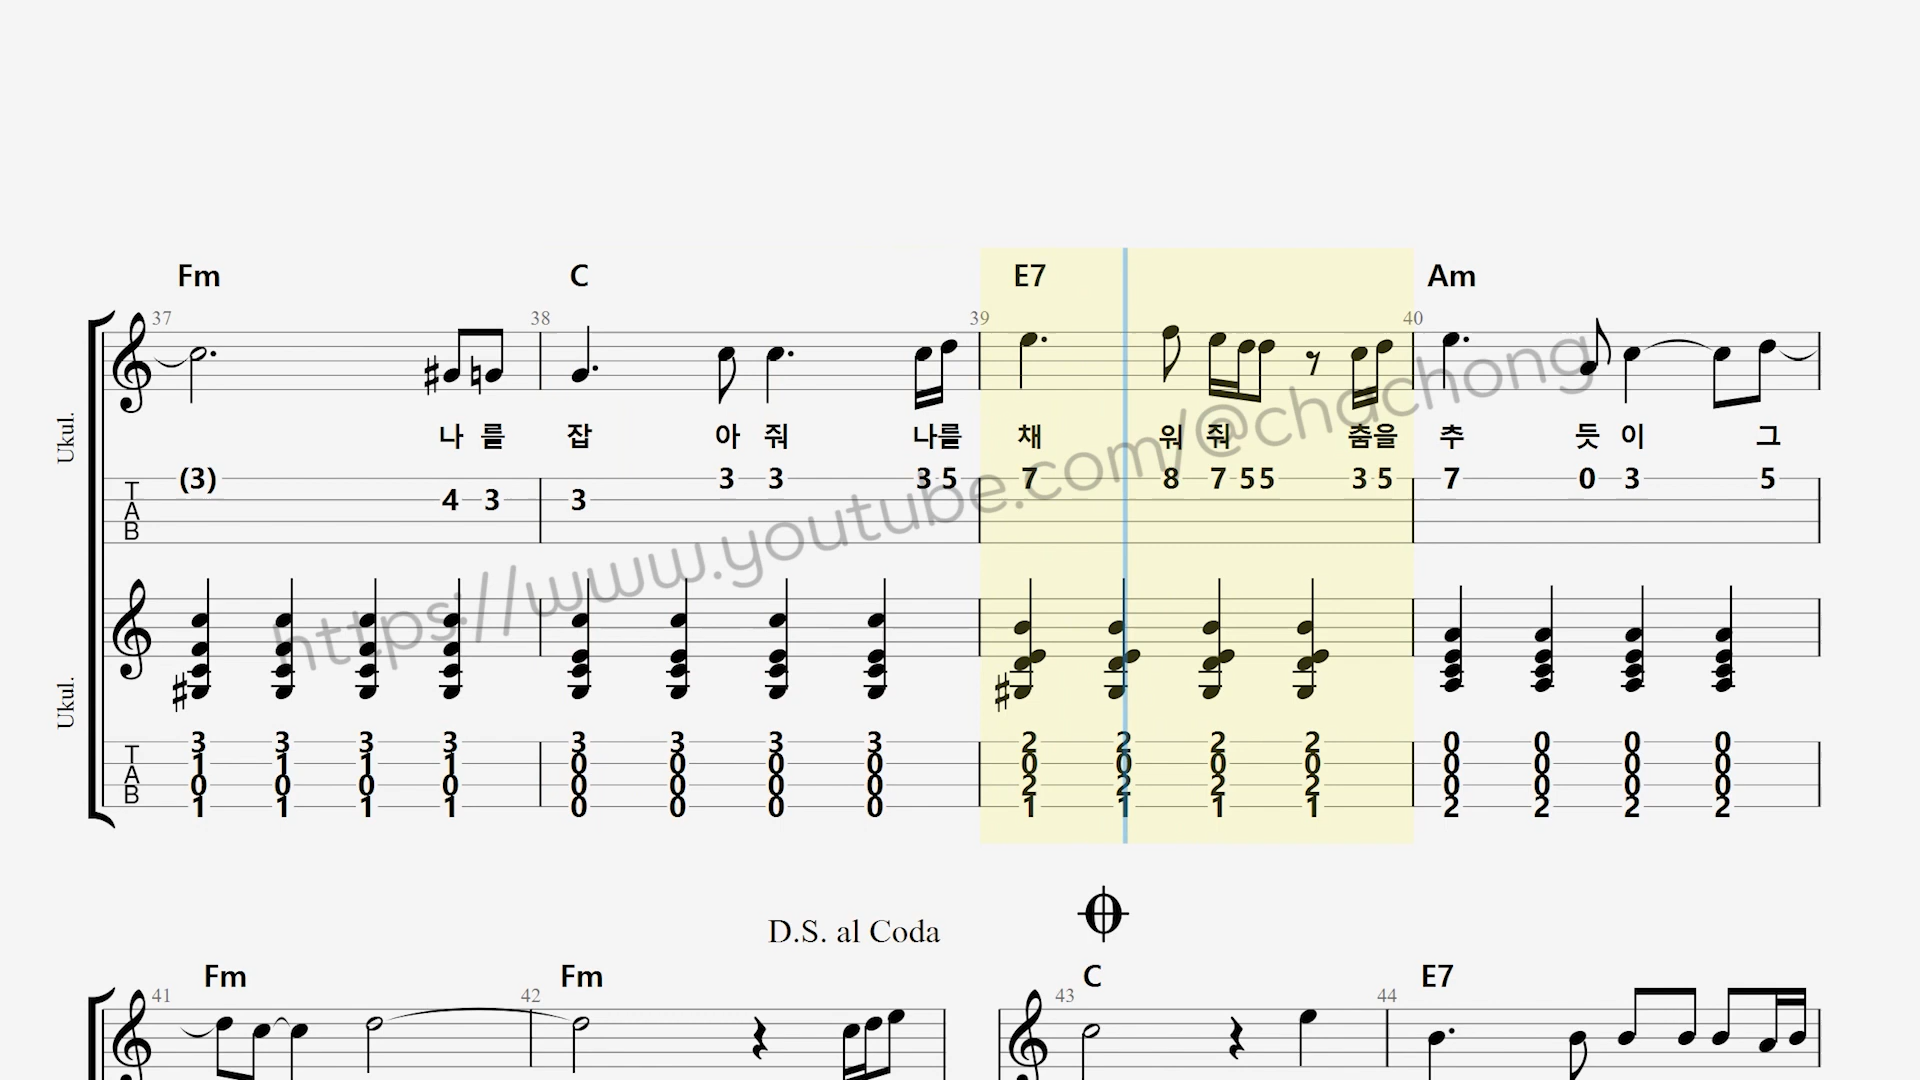 Fm C E7 Am
37 38 39 40
Ukul.
나 를 잡 아 줘 나를 채 워 줘 춤을 추 듯 이 그
TAB (3) 4 3 3 3 3 3 5 7 8 7 5 5 3 5 7 0 3 5
https://www.youtube.com/@chachong
Ukul.
T 3 3 3 3 3 3 3 3 2 2 2 2 0 0 0 0
A 1 1 1 1 0 0 0 0 0 0 0 0 0 0 0 0
B 0 0 0 0 0 0 0 0 2 2 2 2 0 0 0 0
1 1 1 1 0 0 0 0 1 1 1 1 2 2 2 2
D.S. al Coda
Fm Fm C E7
41 42 43 44